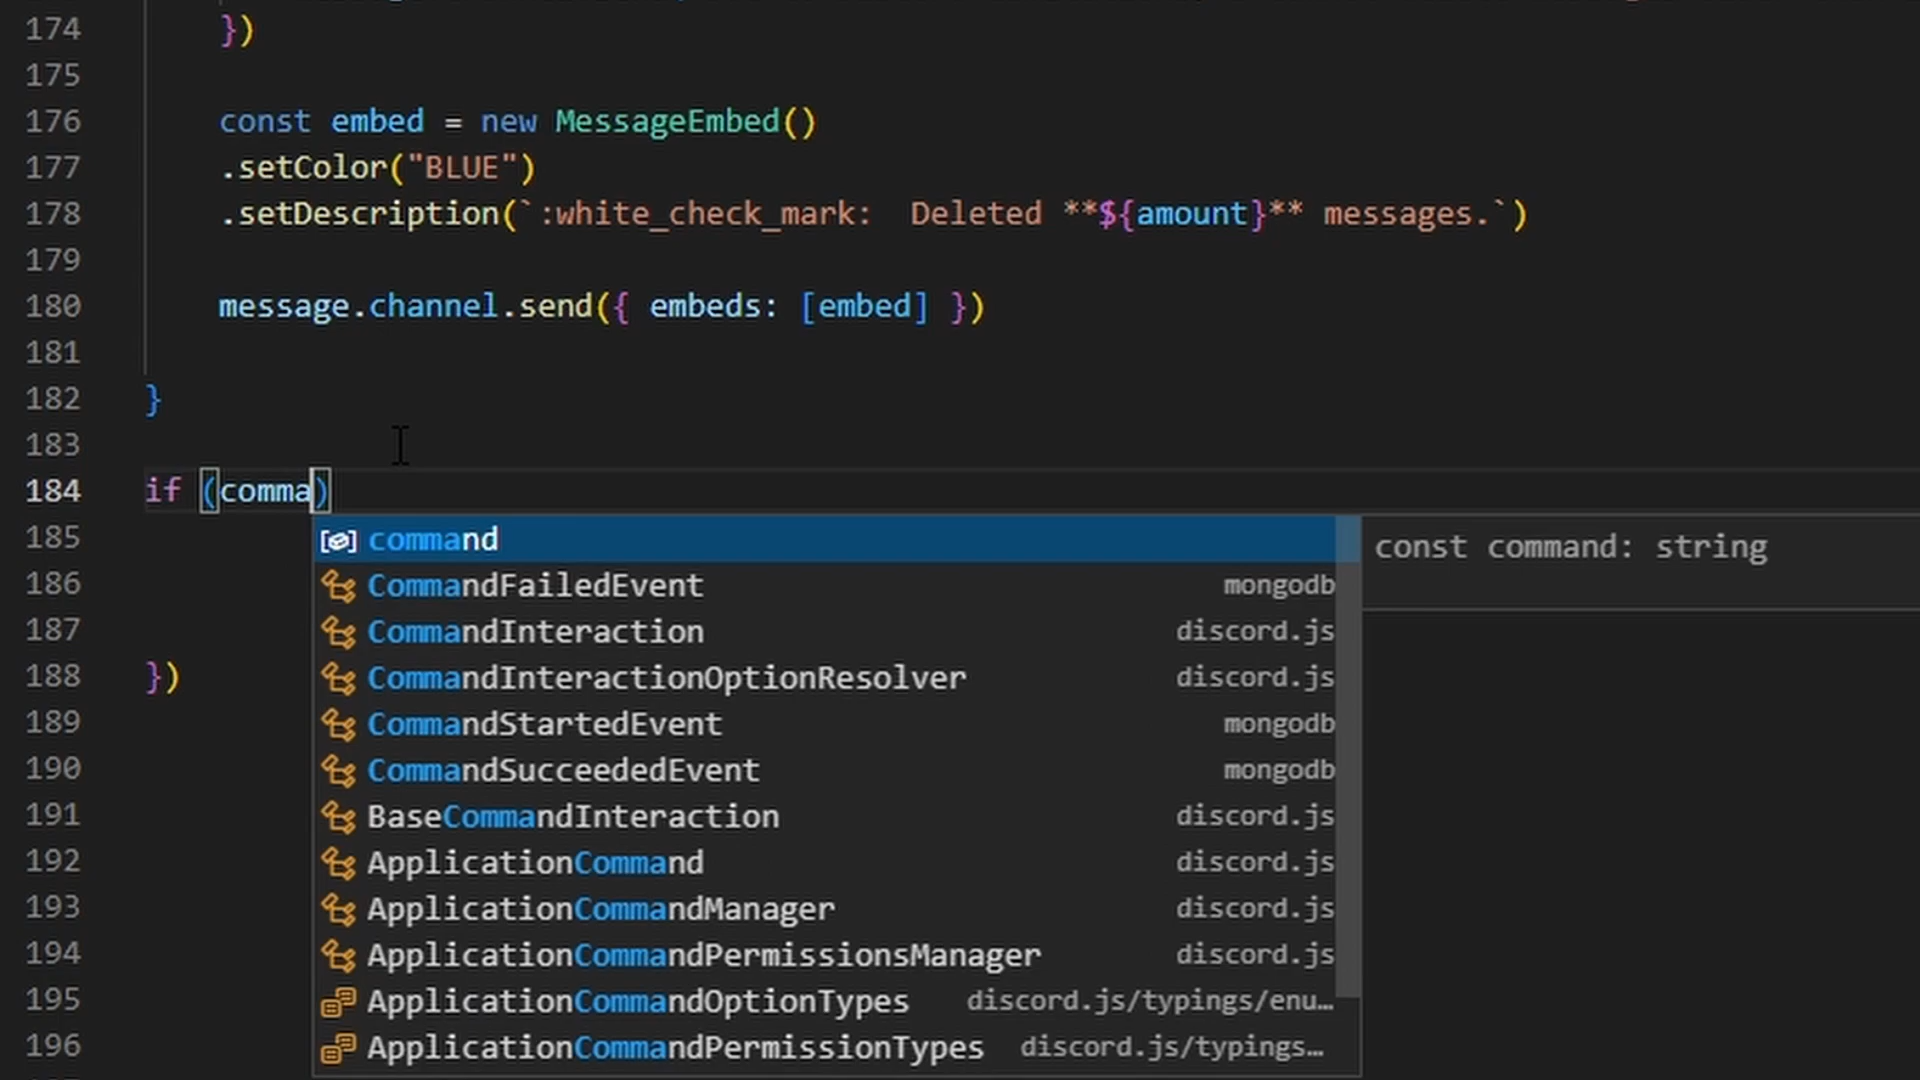 174 })
175
176 const embed = new MessageEmbed()
177 .setColor("BLUE")
178 .setDescription(`:white_check_mark:  Deleted **${amount}** messages.`)
179
180 message.channel.send({ embeds: [embed] })
181
182 }
183
184 if (comma)
185 command const command: string
186 CommandFailedEvent mongodb
187 CommandInteraction discord.js
188 }) CommandInteractionOptionResolver discord.js
189 CommandStartedEvent mongodb
190 CommandSucceededEvent mongodb
191 BaseCommandInteraction discord.js
192 ApplicationCommand discord.js
193 ApplicationCommandManager discord.js
194 ApplicationCommandPermissionsManager discord.js
195 ApplicationCommandOptionTypes discord.js/typings/enu…
196 ApplicationCommandPermissionTypes discord.js/typings…